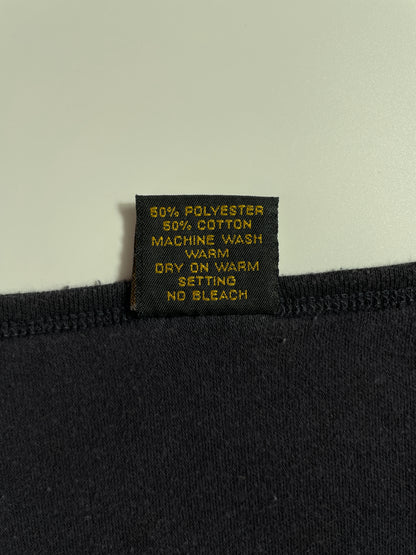 50% POLYESTER
50% COTTON
MACHINE WASH
WARM
DRY ON WARM
SETTING
NO BLEACH